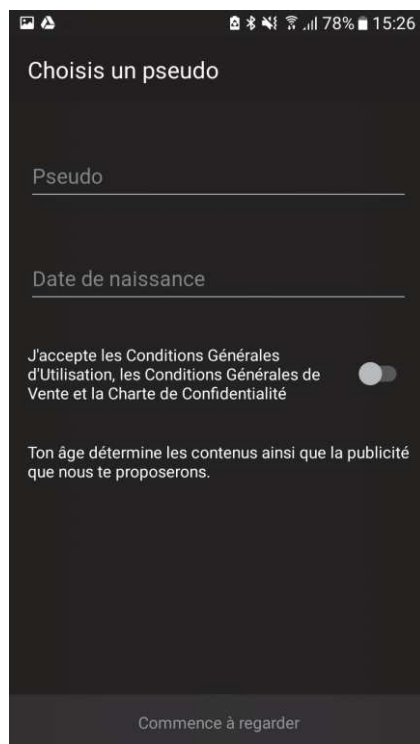 78% 15:26
Choisis un pseudo
Pseudo
Date de naissance
J'accepte les Conditions Générales
d'Utilisation, les Conditions Générales de
Vente et la Charte de Confidentialité
Ton âge détermine les contenus ainsi que la publicité
que nous te proposerons.
Commence à regarder